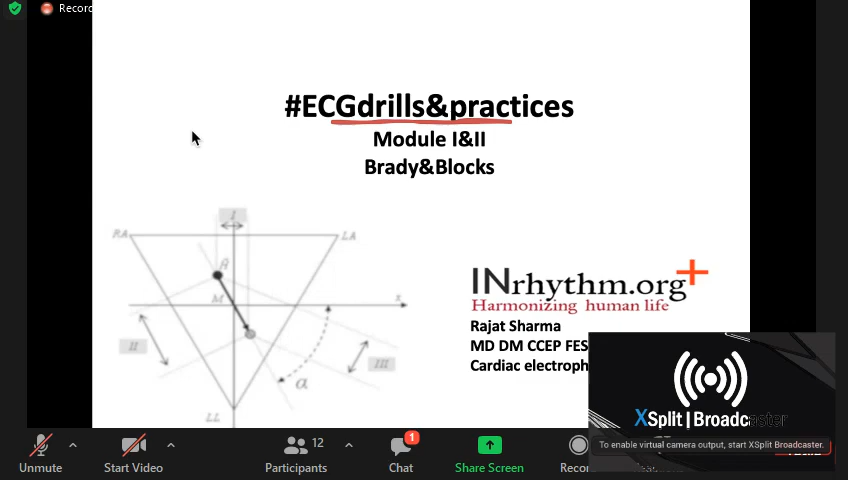 Recor
#ECGdrills&practices
Module I&II
Brady&Blocks
I
RA
LA
A
M
x
II
III
α
LL
INrhythm.org+
Harmonizing human life
Rajat Sharma
MD DM CCEP FES
Cardiac electroph
XSplit | Broadcaster
To enable virtual camera output, start XSplit Broadcaster.
12
1
Unmute
Start Video
Participants
Chat
Share Screen
Recor